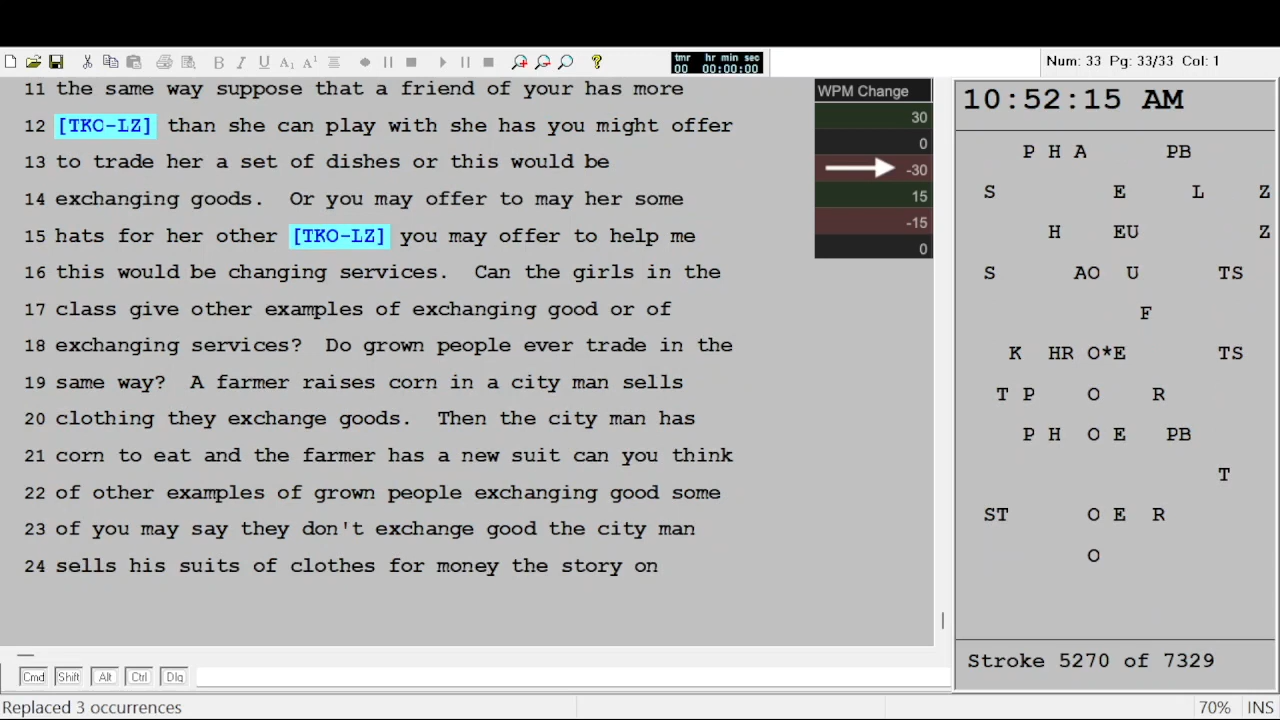 B I U A₁ A¹ ? tmr hr min sec
00 00:00:00
Num: 33 Pg: 33/33 Col: 1
11 the same way suppose that a friend of your has more
12 [TKO-LZ] than she can play with she has you might offer
13 to trade her a set of dishes or this would be
14 exchanging goods. Or you may offer to may her some
15 hats for her other [TKO-LZ] you may offer to help me
16 this would be changing services. Can the girls in the
17 class give other examples of exchanging good or of
18 exchanging services? Do grown people ever trade in the
19 same way? A farmer raises corn in a city man sells
20 clothing they exchange goods. Then the city man has
21 corn to eat and the farmer has a new suit can you think
22 of other examples of grown people exchanging good some
23 of you may say they don't exchange good the city man
24 sells his suits of clothes for money the story on
WPM Change
30
0
-30
15
-15
0
10:52:15 AM
P H A PB
S E L Z
H EU Z
S AO U TS
F
K HR O*E TS
T P O R
P H O E PB
T
ST O E R
O
Stroke 5270 of 7329
Cmd Shift Alt Ctrl Dlg
Replaced 3 occurrences
70% INS